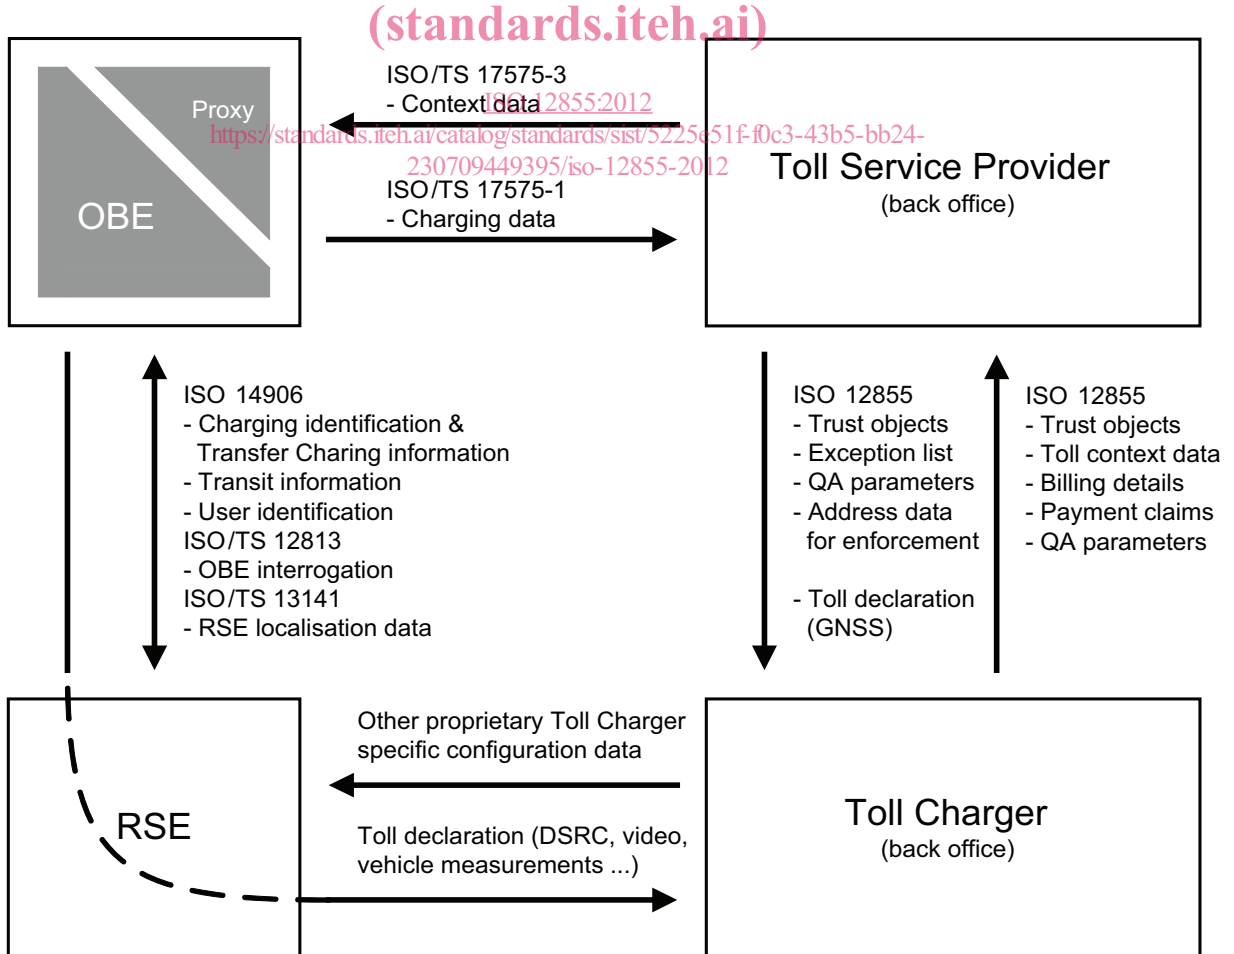 (standards.iteh.ai)
ISO/TS 17575-3
- Context data
ISO 12855:2012
https://standards.iteh.ai/catalog/standards/sist/5225e51f-f0c3-43b5-bb24-
230709449395/iso-12855-2012
Proxy
OBE
ISO/TS 17575-1
- Charging data
Toll Service Provider
(back office)
ISO 14906
- Charging identification &
Transfer Charing information
- Transit information
- User identification
ISO/TS 12813
- OBE interrogation
ISO/TS 13141
- RSE localisation data
ISO 12855
- Trust objects
- Exception list
- QA parameters
- Address data
for enforcement
- Toll declaration
(GNSS)
ISO 12855
- Trust objects
- Toll context data
- Billing details
- Payment claims
- QA parameters
RSE
Other proprietary Toll Charger
specific configuration data
Toll declaration (DSRC, video,
vehicle measurements ...)
Toll Charger
(back office)